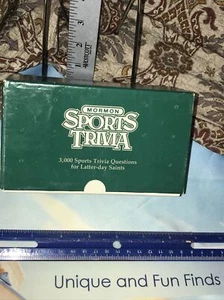 MORMON
SPORTS
TRIVIA
3,000 Sports Trivia Questions
for Latter-day Saints
Unique and Fun Finds